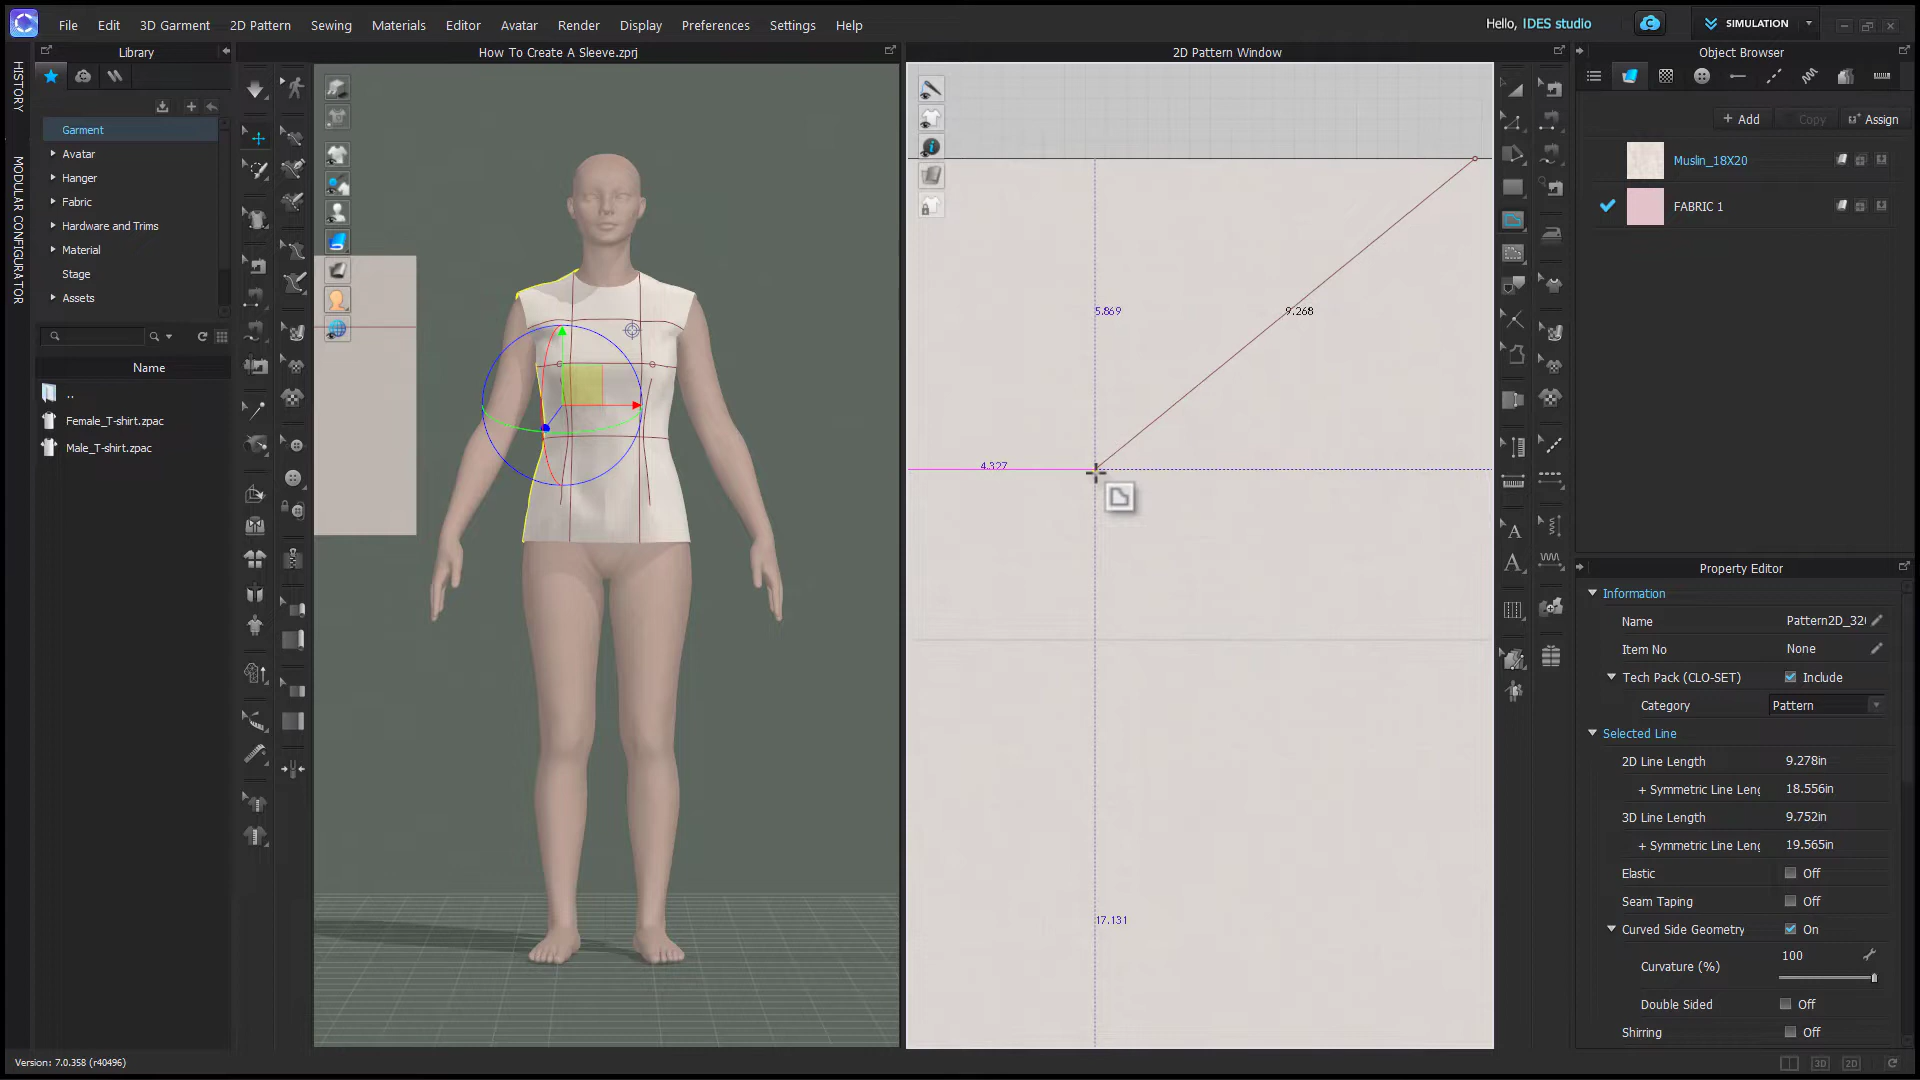 File Edit 3D Garment 2D Pattern Sewing Materials Editor Avatar Render Display Preferences Settings Help
Hello, IDES studio
SIMULATION
HISTORY
MODULAR CONFIGURATOR
Library
Garment
Avatar
Hanger
Fabric
Hardware and Trims
Material
Stage
Assets
Name
..
Female_T-shirt.zpac
Male_T-shirt.zpac
How To Create A Sleeve.zprj
2D Pattern Window
5.869
9.268
4.327
17.131
Object Browser
+ Add
Copy
Assign
Muslin_18X20
FABRIC 1
Property Editor
Information
Name
Item No None
Tech Pack (CLO-SET) Include
Category Pattern
Selected Line
2D Line Length 9.278in
+ Symmetric Line Leng 18.556in
3D Line Length 9.752in
+ Symmetric Line Leng 19.565in
Elastic Off
Seam Taping Off
Curved Side Geometry On
Curvature (%) 100
Double Sided Off
Shirring Off
Version: 7.0.358 (r40496)
3D
2D